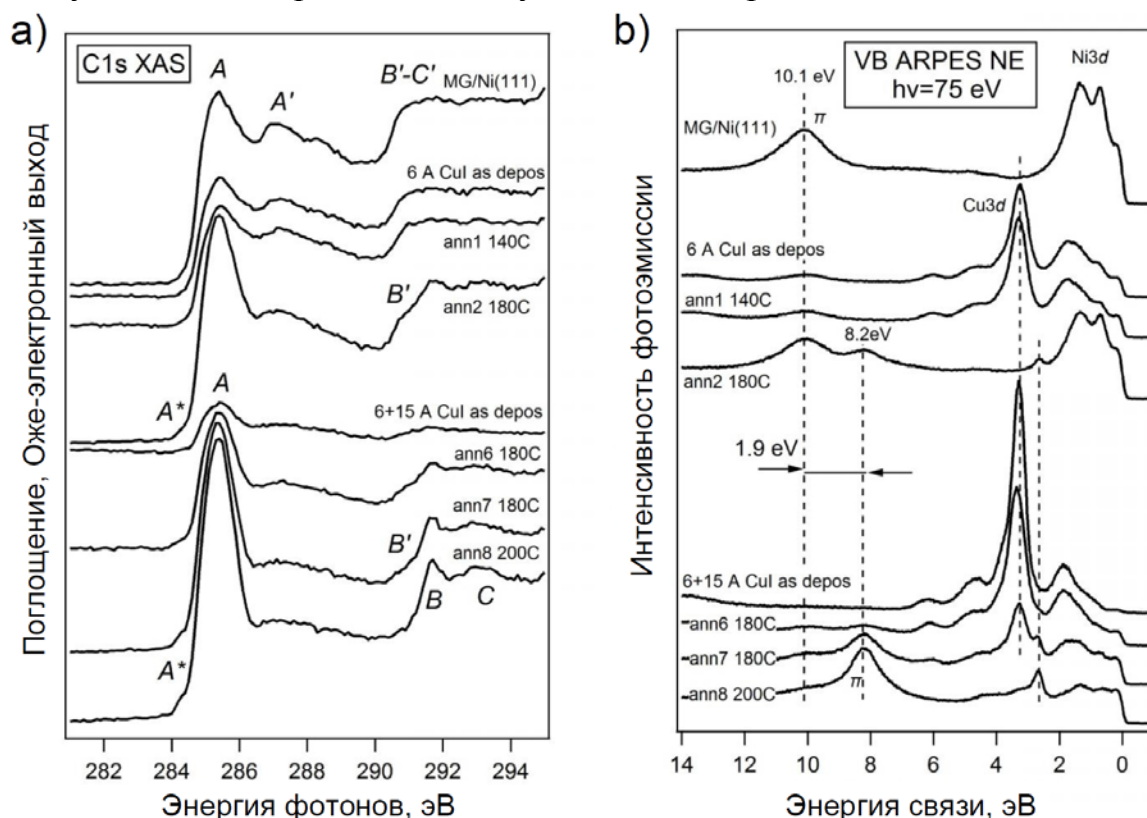 a)
C1s XAS
A
A'
B'-C'
MG/Ni(111)
6 A CuI as depos
ann1 140C
B'
ann2 180C
A*
A
6+15 A CuI as depos
ann6 180C
ann7 180C
B'
ann8 200C
B
C
A*
Поглощение, Оже-электронный выход
282 284 286 288 290 292 294
Энергия фотонов, эВ
b)
VB ARPES NE
hν=75 eV
10.1 eV
π
Ni3d
MG/Ni(111)
Cu3d
6 A CuI as depos
ann1 140C
8.2eV
ann2 180C
1.9 eV
6+15 A CuI as depos
ann6 180C
ann7 180C
π
ann8 200C
Интенсивность фотоэмиссии
14 12 10 8 6 4 2 0
Энергия связи, эВ